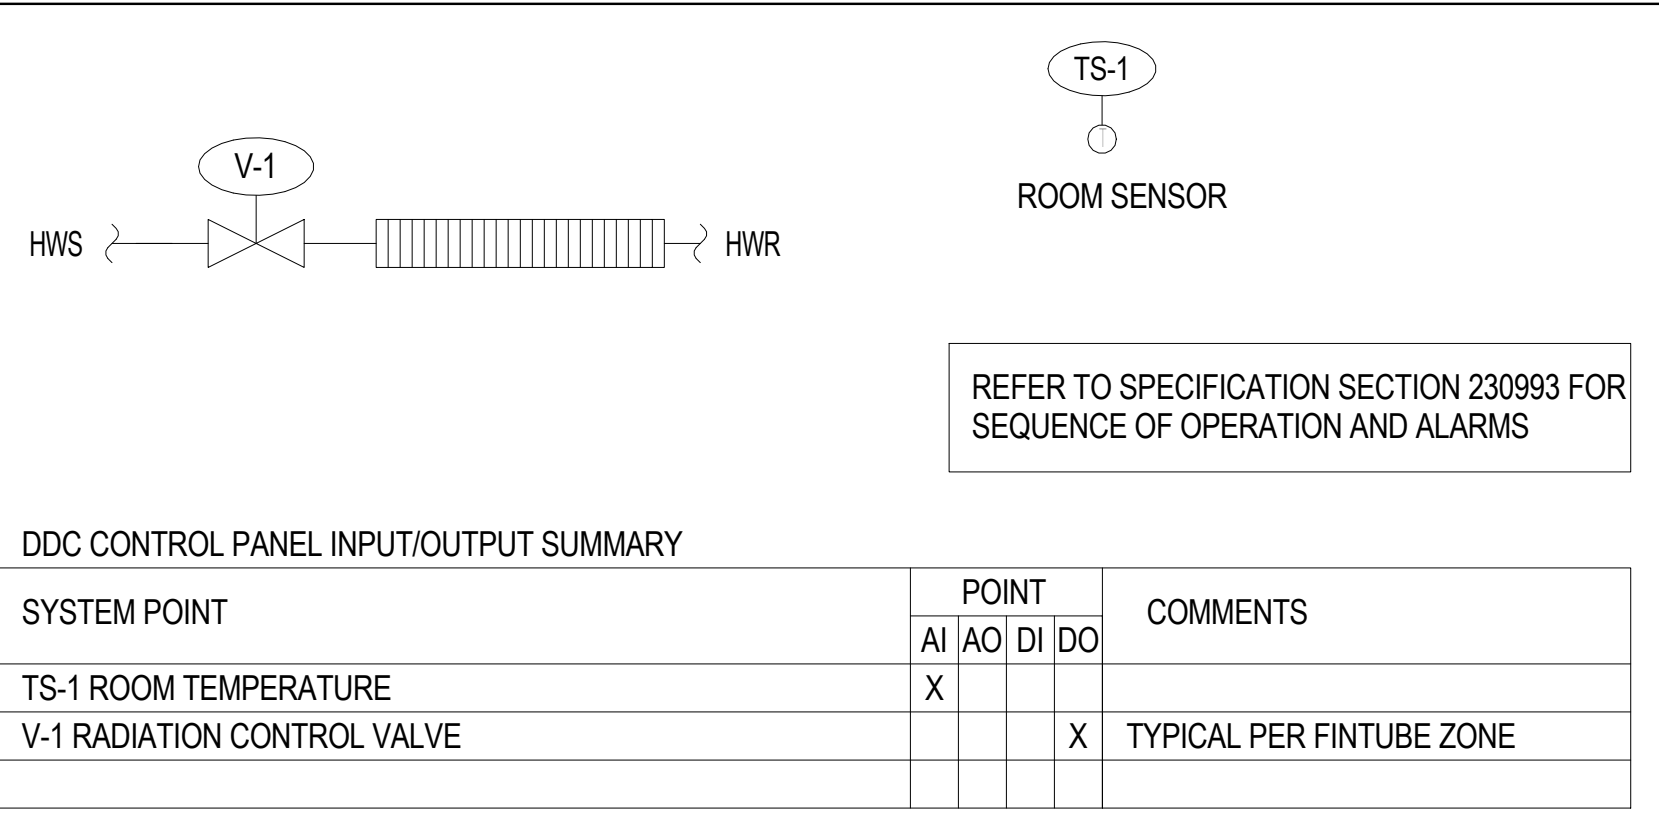 TS-1
T
ROOM SENSOR
V-1
HWS
HWR
REFER TO SPECIFICATION SECTION 230993 FOR
SEQUENCE OF OPERATION AND ALARMS
DDC CONTROL PANEL INPUT/OUTPUT SUMMARY
SYSTEM POINT POINT COMMENTS
AI AO DI DO
TS-1 ROOM TEMPERATURE X
V-1 RADIATION CONTROL VALVE X TYPICAL PER FINTUBE ZONE